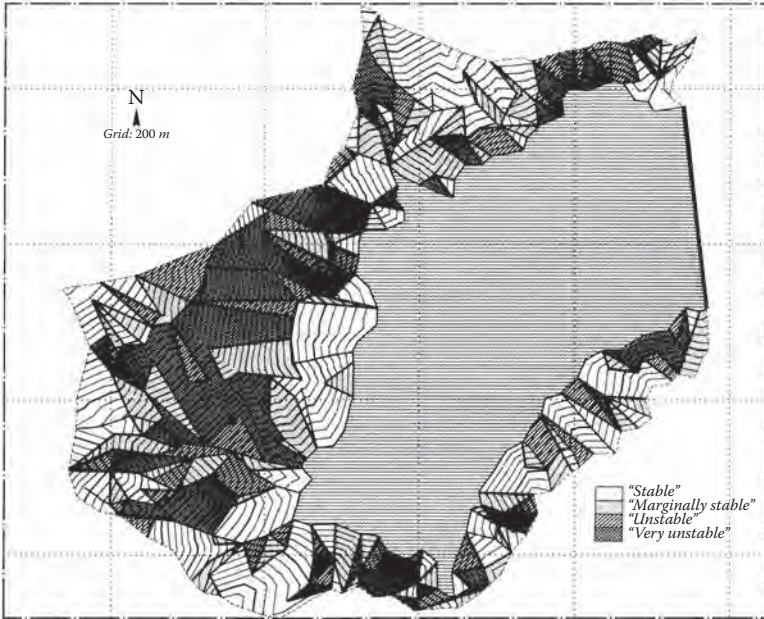 N
Grid: 200 m
"Stable"
"Marginally stable"
"Unstable"
"Very unstable"